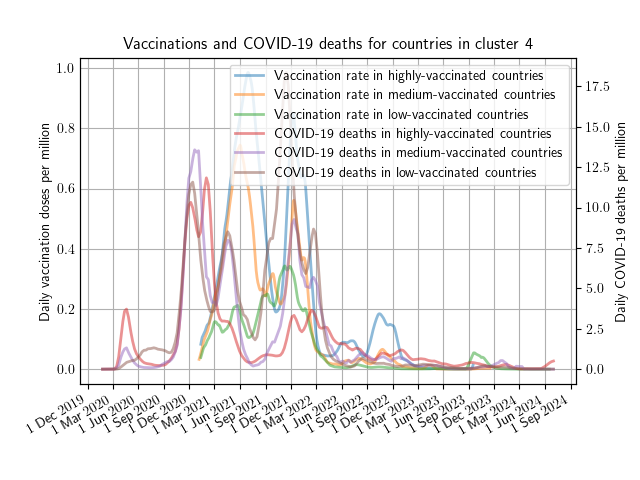 Vaccinations and COVID-19 deaths for countries in cluster 4
Daily vaccination doses per million
1.0
0.8
0.6
0.4
0.2
0.0
Vaccination rate in highly-vaccinated countries
Vaccination rate in medium-vaccinated countries
Vaccination rate in low-vaccinated countries
COVID-19 deaths in highly-vaccinated countries
COVID-19 deaths in medium-vaccinated countries
COVID-19 deaths in low-vaccinated countries
17.5
15.0
12.5
10.0
7.5
5.0
2.5
0.0
Daily COVID-19 deaths per million
1 Dec 2019
1 Mar 2020
1 Jun 2020
1 Sep 2020
1 Dec 2020
1 Mar 2021
1 Jun 2021
1 Sep 2021
1 Dec 2021
1 Mar 2022
1 Jun 2022
1 Sep 2022
1 Dec 2022
1 Mar 2023
1 Jun 2023
1 Sep 2023
1 Dec 2023
1 Mar 2024
1 Jun 2024
1 Sep 2024